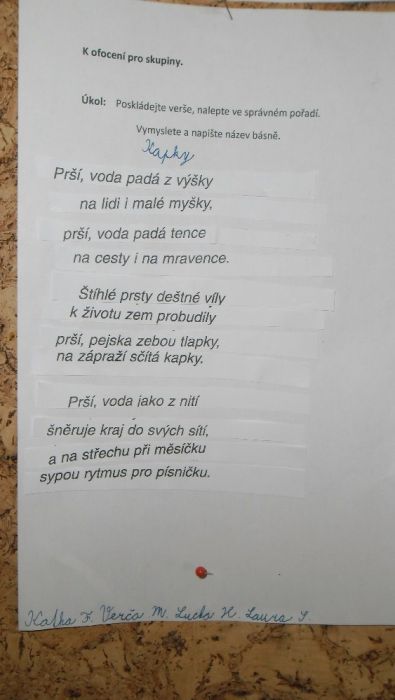 K ofocení pro skupiny.
Úkol: Poskládejte verše, nalepte ve správném pořadí.
Vymyslete a napište název básně.
Kapky
Prší, voda padá z výšky
na lidi i malé myšky,
prší, voda padá tence
na cesty i na mravence.
Štíhlé prsty deštné víly
k životu zem probudily
prší, pejska zebou tlapky,
na zápraží sčítá kapky.
Prší, voda jako z nití
šněruje kraj do svých sítí,
a na střechu při měsíčku
sypou rytmus pro písničku.
Katka F. Verča M. Lucka H. Laura S.